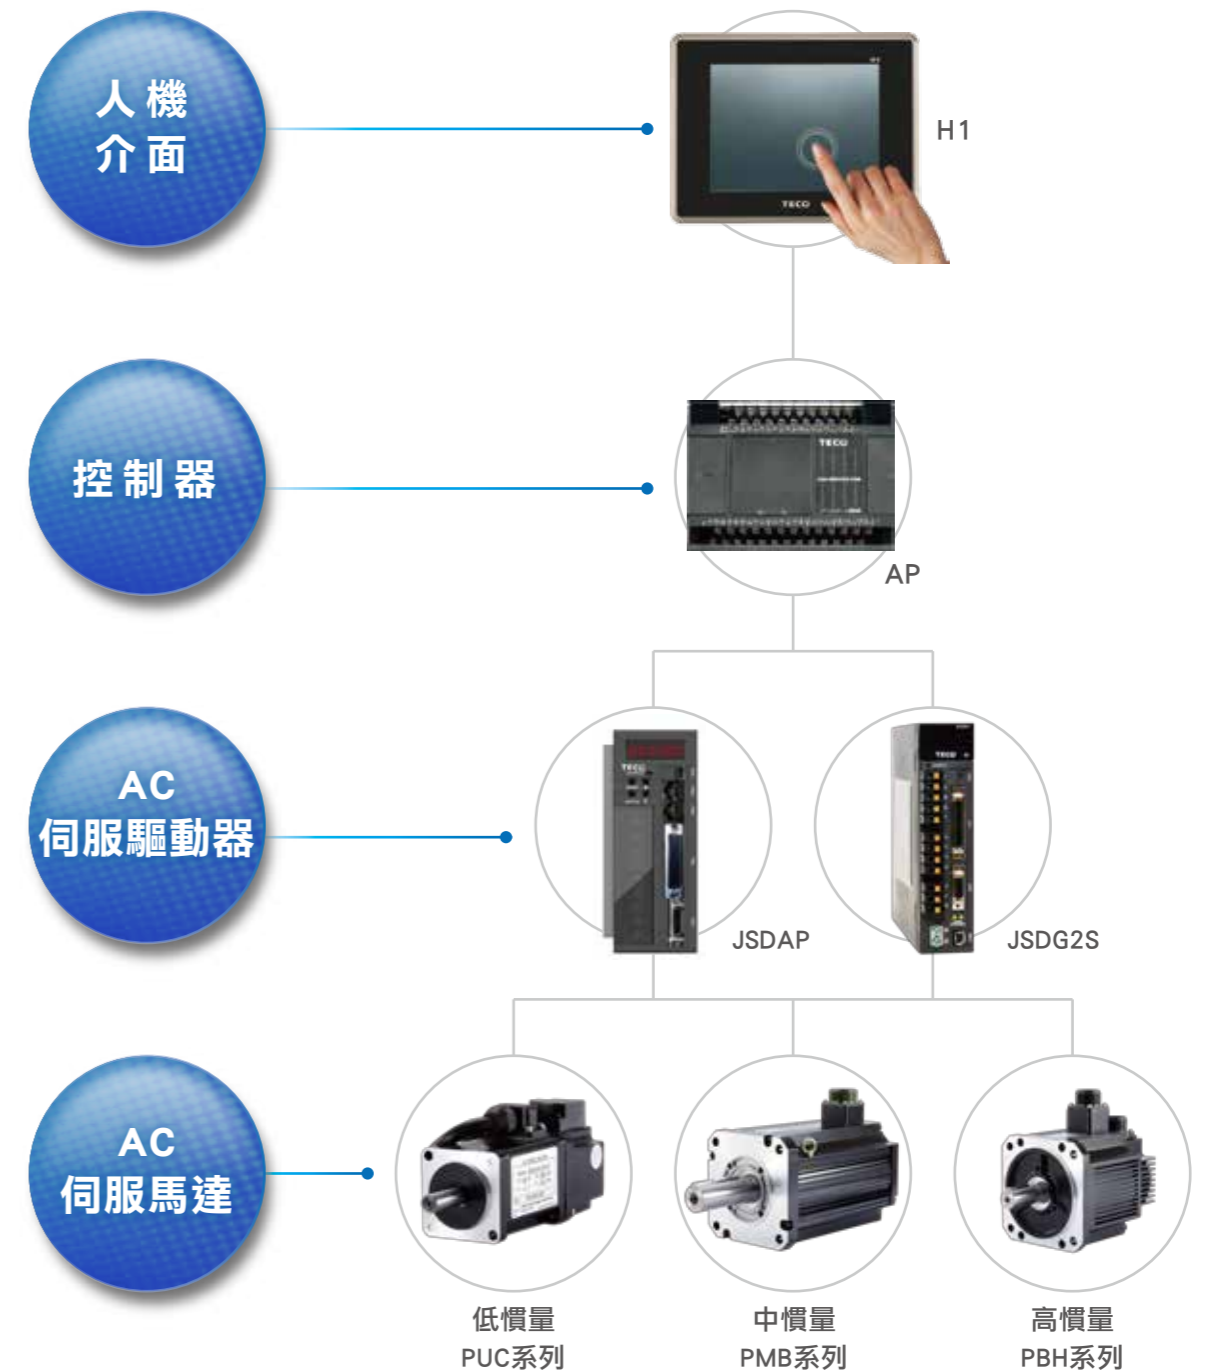 人機
介面
TECO
H1
控制器
TECO
AP
AC
伺服驅動器
TECO
TECO
JSDAP
JSDG2S
AC
伺服馬達
低慣量
PUC系列
中慣量
PMB系列
高慣量
PBH系列